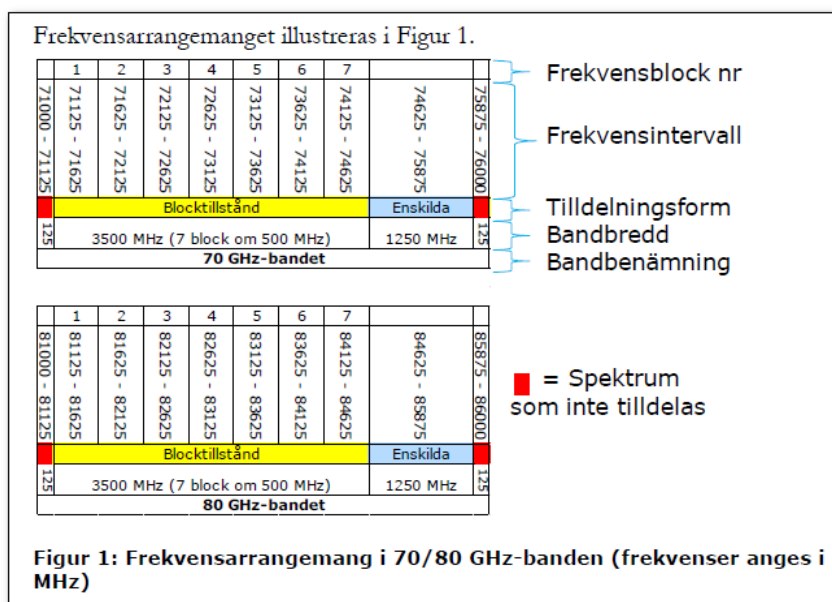 Frekvensarrangemanget illustreras i Figur 1.
1 2 3 4 5 6 7
Frekvensblock nr
71000 - 71125
71125 - 71625
71625 - 72125
72125 - 72625
72625 - 73125
73125 - 73625
73625 - 74125
74125 - 74625
74625 - 75875
75875 - 76000
Frekvensintervall
Blocktillstånd Enskilda
Tilldelningsform
125 3500 MHz (7 block om 500 MHz) 1250 MHz 125
Bandbredd
70 GHz-bandet
Bandbenämning
1 2 3 4 5 6 7
81000 - 81125
81125 - 81625
81625 - 82125
82125 - 82625
82625 - 83125
83125 - 83625
83625 - 84125
84125 - 84625
84625 - 85875
85875 - 86000
= Spektrum
som inte tilldelas
Blocktillstånd Enskilda
125 3500 MHz (7 block om 500 MHz) 1250 MHz 125
80 GHz-bandet
Figur 1: Frekvensarrangemang i 70/80 GHz-banden (frekvenser anges i
MHz)